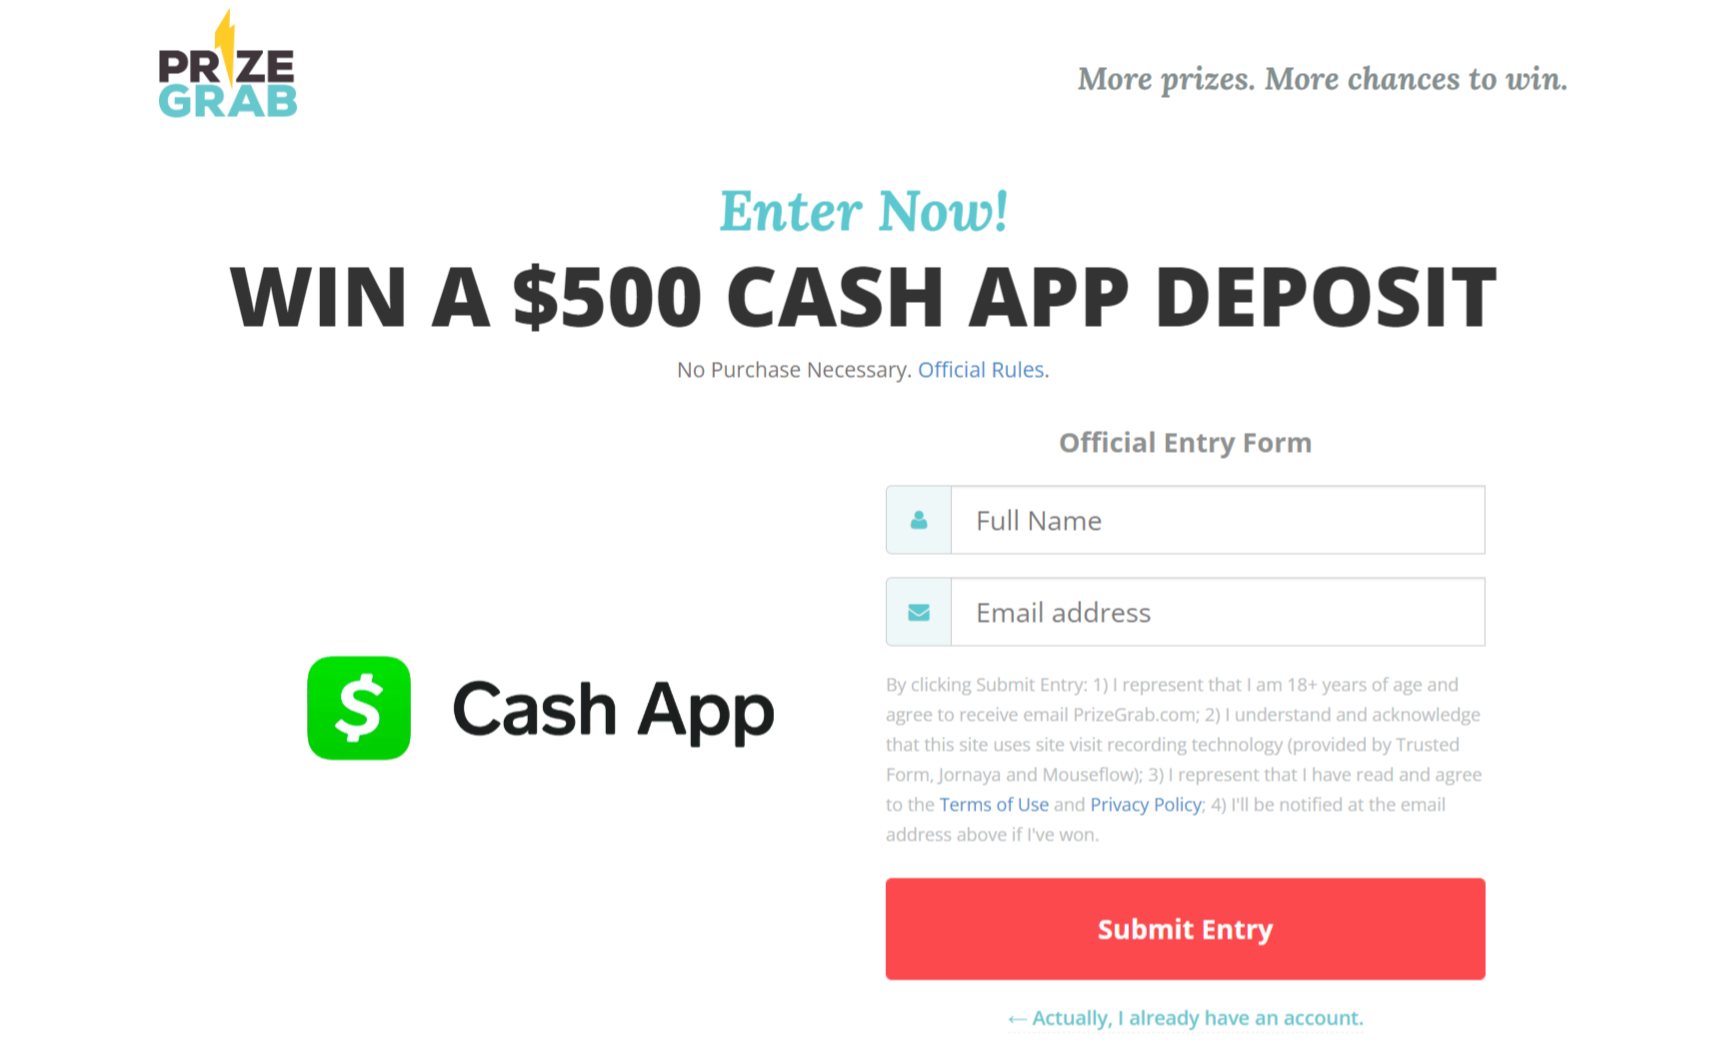 PRIZE
GRAB
More prizes. More chances to win.
Enter Now!
WIN A $500 CASH APP DEPOSIT
No Purchase Necessary. Official Rules.
Official Entry Form
Full Name
Email address
$ Cash App
By clicking Submit Entry: 1) I represent that I am 18+ years of age and
agree to receive email PrizeGrab.com; 2) I understand and acknowledge
that this site uses site visit recording technology (provided by Trusted
Form, Jornaya and Mouseflow); 3) I represent that I have read and agree
to the Terms of Use and Privacy Policy; 4) I'll be notified at the email
address above if I've won.
Submit Entry
← Actually, I already have an account.